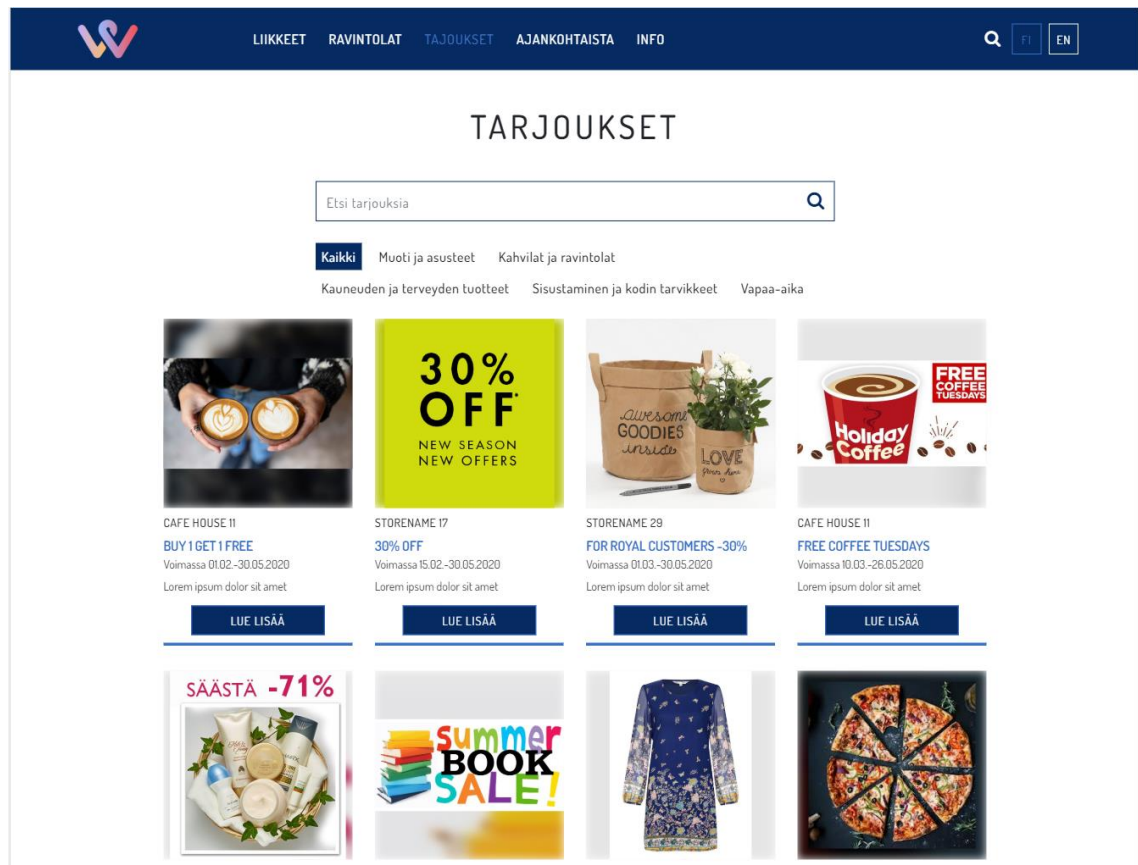 LIIKKEET RAVINTOLAT TAJOUKSET AJANKOHTAISTA INFO FI EN
TARJOUKSET
Etsi tarjouksia
Kaikki Muoti ja asusteet Kahvilat ja ravintolat
Kauneuden ja terveyden tuotteet Sisustaminen ja kodin tarvikkeet Vapaa-aika
30%
OFF*
NEW SEASON
NEW OFFERS
awesome
GOODIES
inside
LOVE
grows here
FREE
COFFEE
TUESDAYS
Holiday
Coffee
CAFE HOUSE 11
BUY 1 GET 1 FREE
Voimassa 01.02.-30.05.2020
Lorem ipsum dolor sit amet
LUE LISÄÄ
STORENAME 17
30% OFF
Voimassa 15.02.-30.05.2020
Lorem ipsum dolor sit amet
LUE LISÄÄ
STORENAME 29
FOR ROYAL CUSTOMERS -30%
Voimassa 01.03.-30.05.2020
Lorem ipsum dolor sit amet
LUE LISÄÄ
CAFE HOUSE 11
FREE COFFEE TUESDAYS
Voimassa 10.03.-26.05.2020
Lorem ipsum dolor sit amet
LUE LISÄÄ
SÄÄSTÄ -71%
summer
BOOK
SALE!